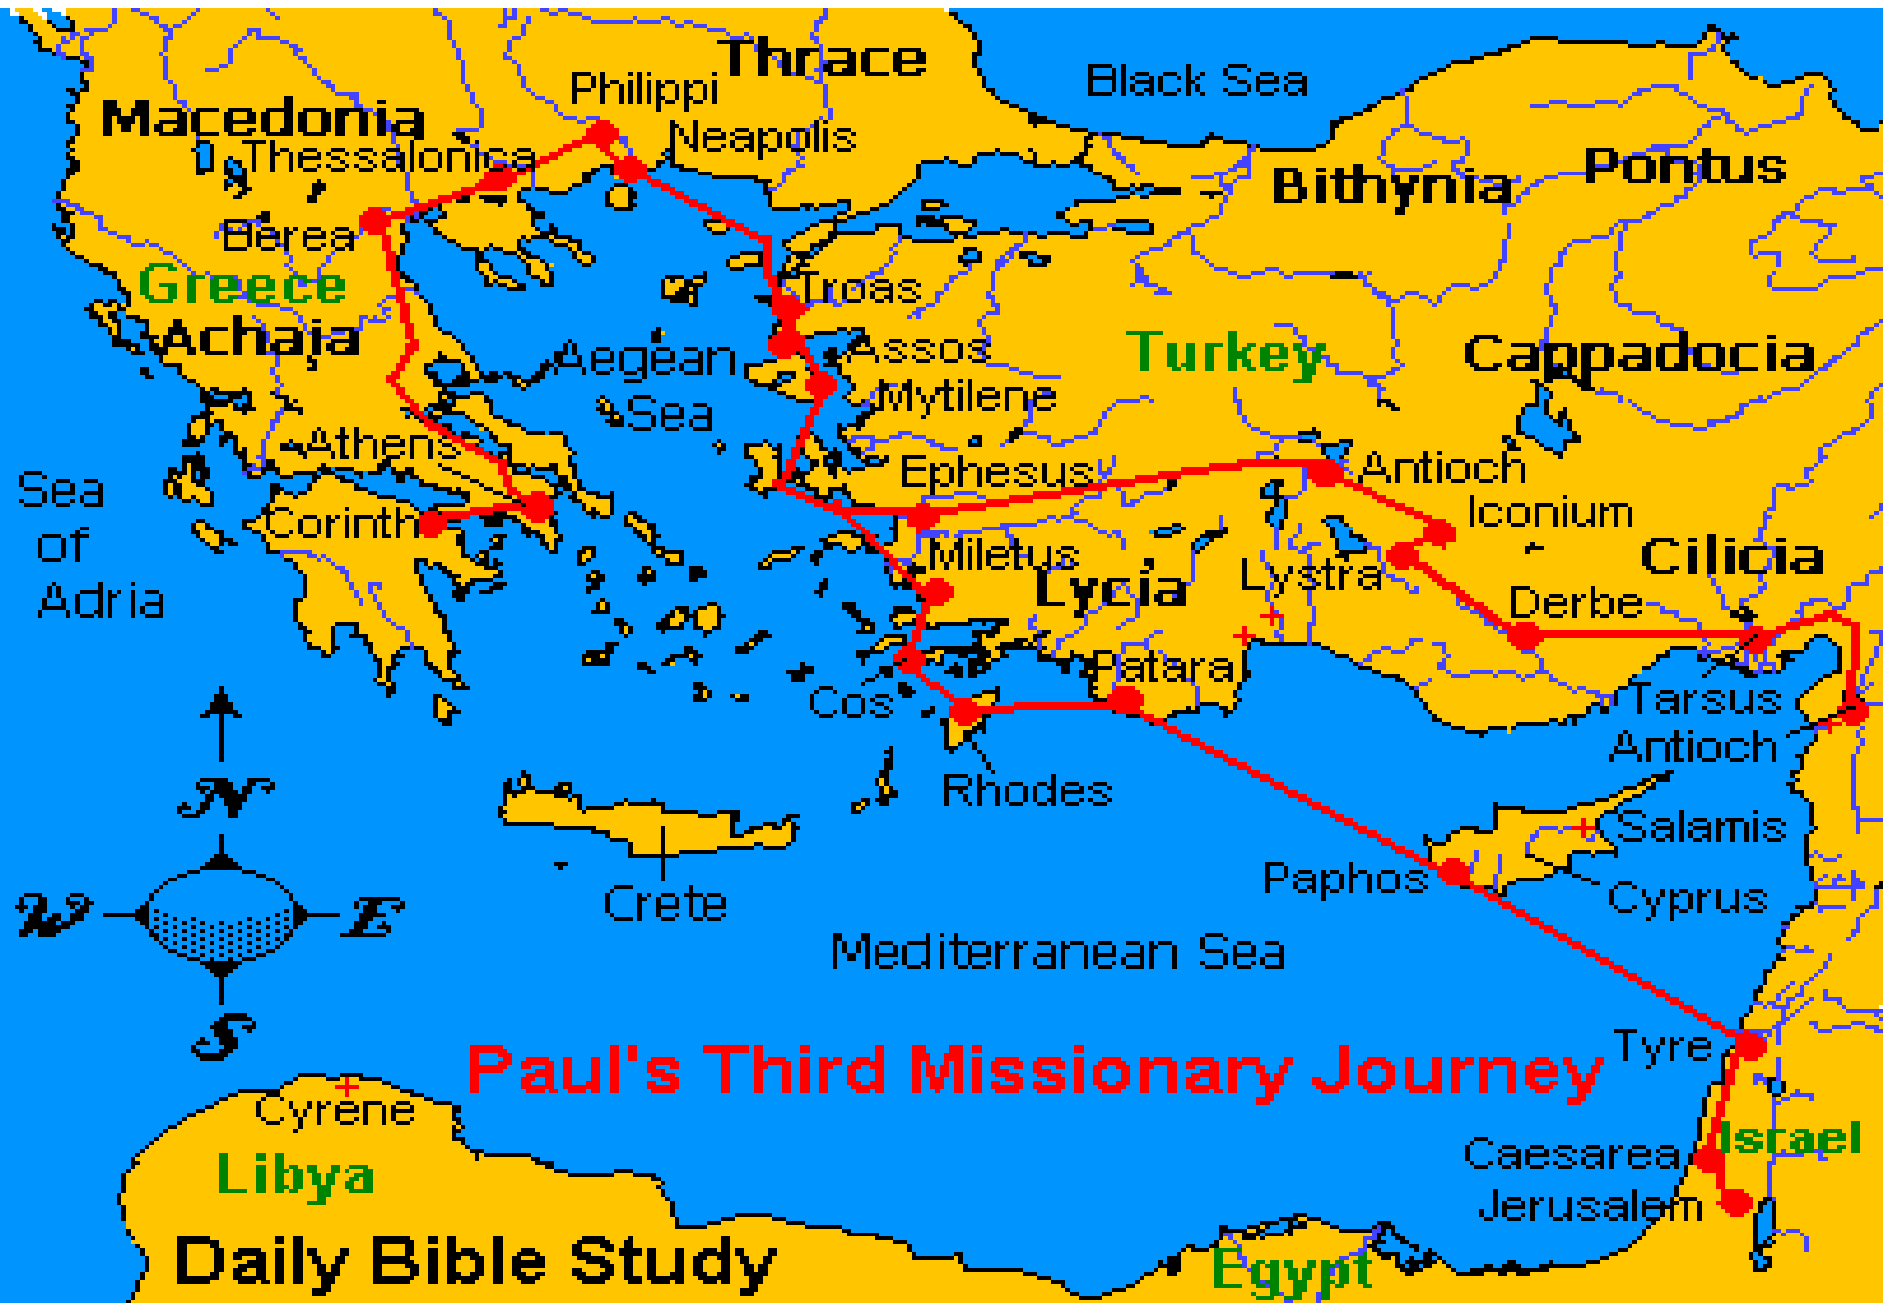 Thrace
Black Sea
Philippi
Macedonia
Neapolis
Thessalonica
Pontus
Bithynia
Berea
Greece
Troas
Achaia
Assos
Aegean
Sea
Turkey
Cappadocia
Mytilene
Athens
Ephesus
Antioch
Sea
of
Adria
Corinth
Iconium
Miletus
Lycia
Lystra
Cilicia
Derbe
Patara
Cos
Tarsus
Antioch
Rhodes
N
Salamis
Paphos
Cyprus
W
E
Crete
Mediterranean Sea
S
Tyre
Paul's Third Missionary Journey
Cyrene
Israel
Caesarea
Libya
Jerusalem
Daily Bible Study
Egypt